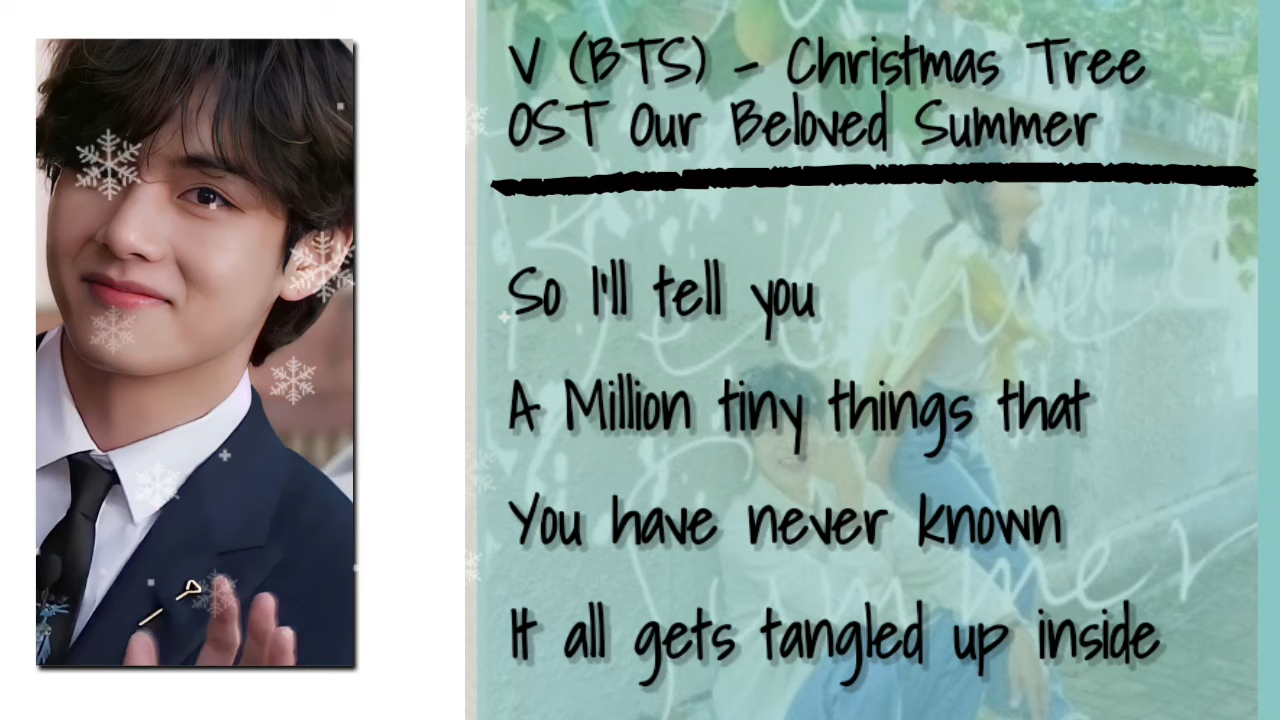 V (BTS) - Christmas Tree
OST Our Beloved Summer
So I'll tell you
A Million tiny things that
You have never known
It all gets tangled up inside